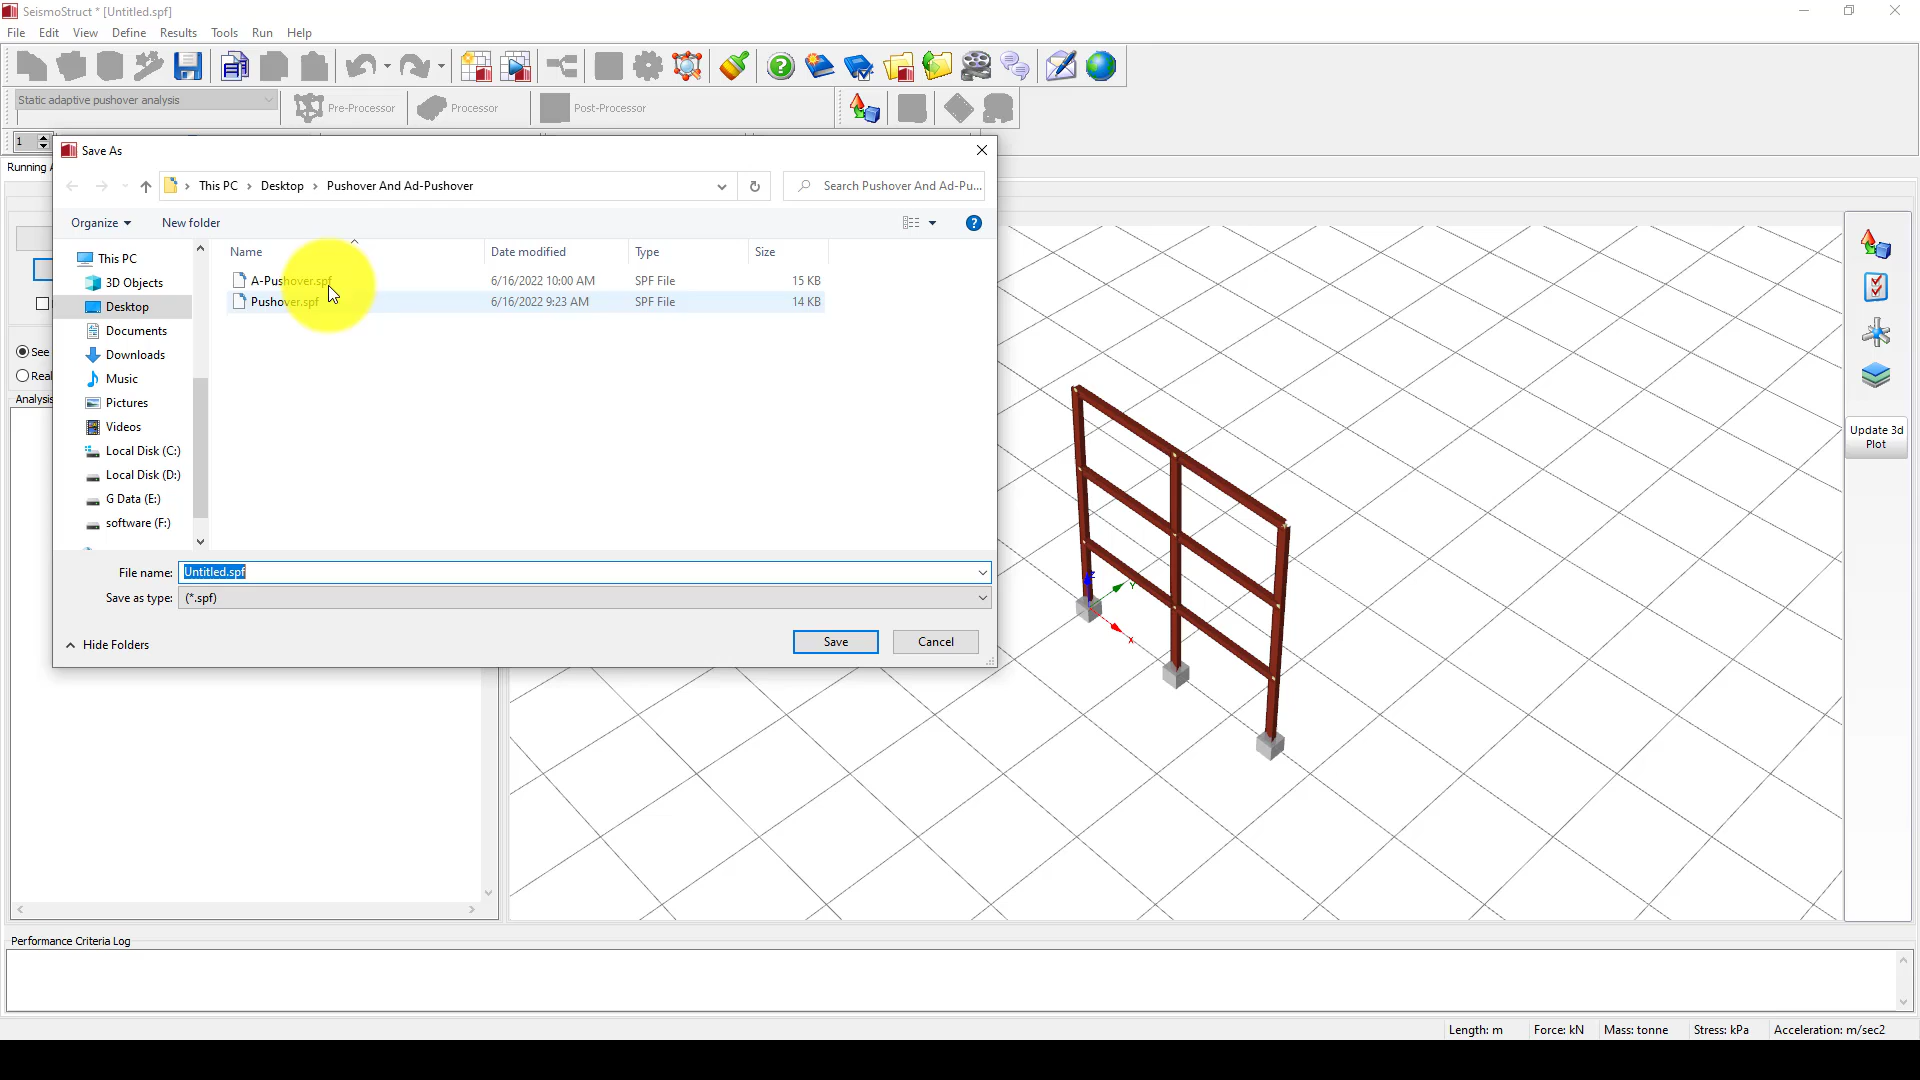 SeismoStruct * [Untitled.spf]
File Edit View Define Results Tools Run Help
Static adaptive pushover analysis
Pre-Processor
Processor
Post-Processor
1
Running
Save As
This PC > Desktop > Pushover And Ad-Pushover
Search Pushover And Ad-Pu...
Organize
New folder
Name Date modified Type Size
A-Pushover.spf 6/16/2022 10:00 AM SPF File 15 KB
Pushover.spf 6/16/2022 9:23 AM SPF File 14 KB
This PC
3D Objects
Desktop
Documents
Downloads
Music
Pictures
Videos
Local Disk (C:)
Local Disk (D:)
G Data (E:)
software (F:)
See
Real
Analysis
File name: Untitled.spf
Save as type: (*.spf)
Hide Folders
Save
Cancel
Update 3d
Plot
Z
Y
X
Performance Criteria Log
Length: m Force: kN Mass: tonne Stress: kPa Acceleration: m/sec2